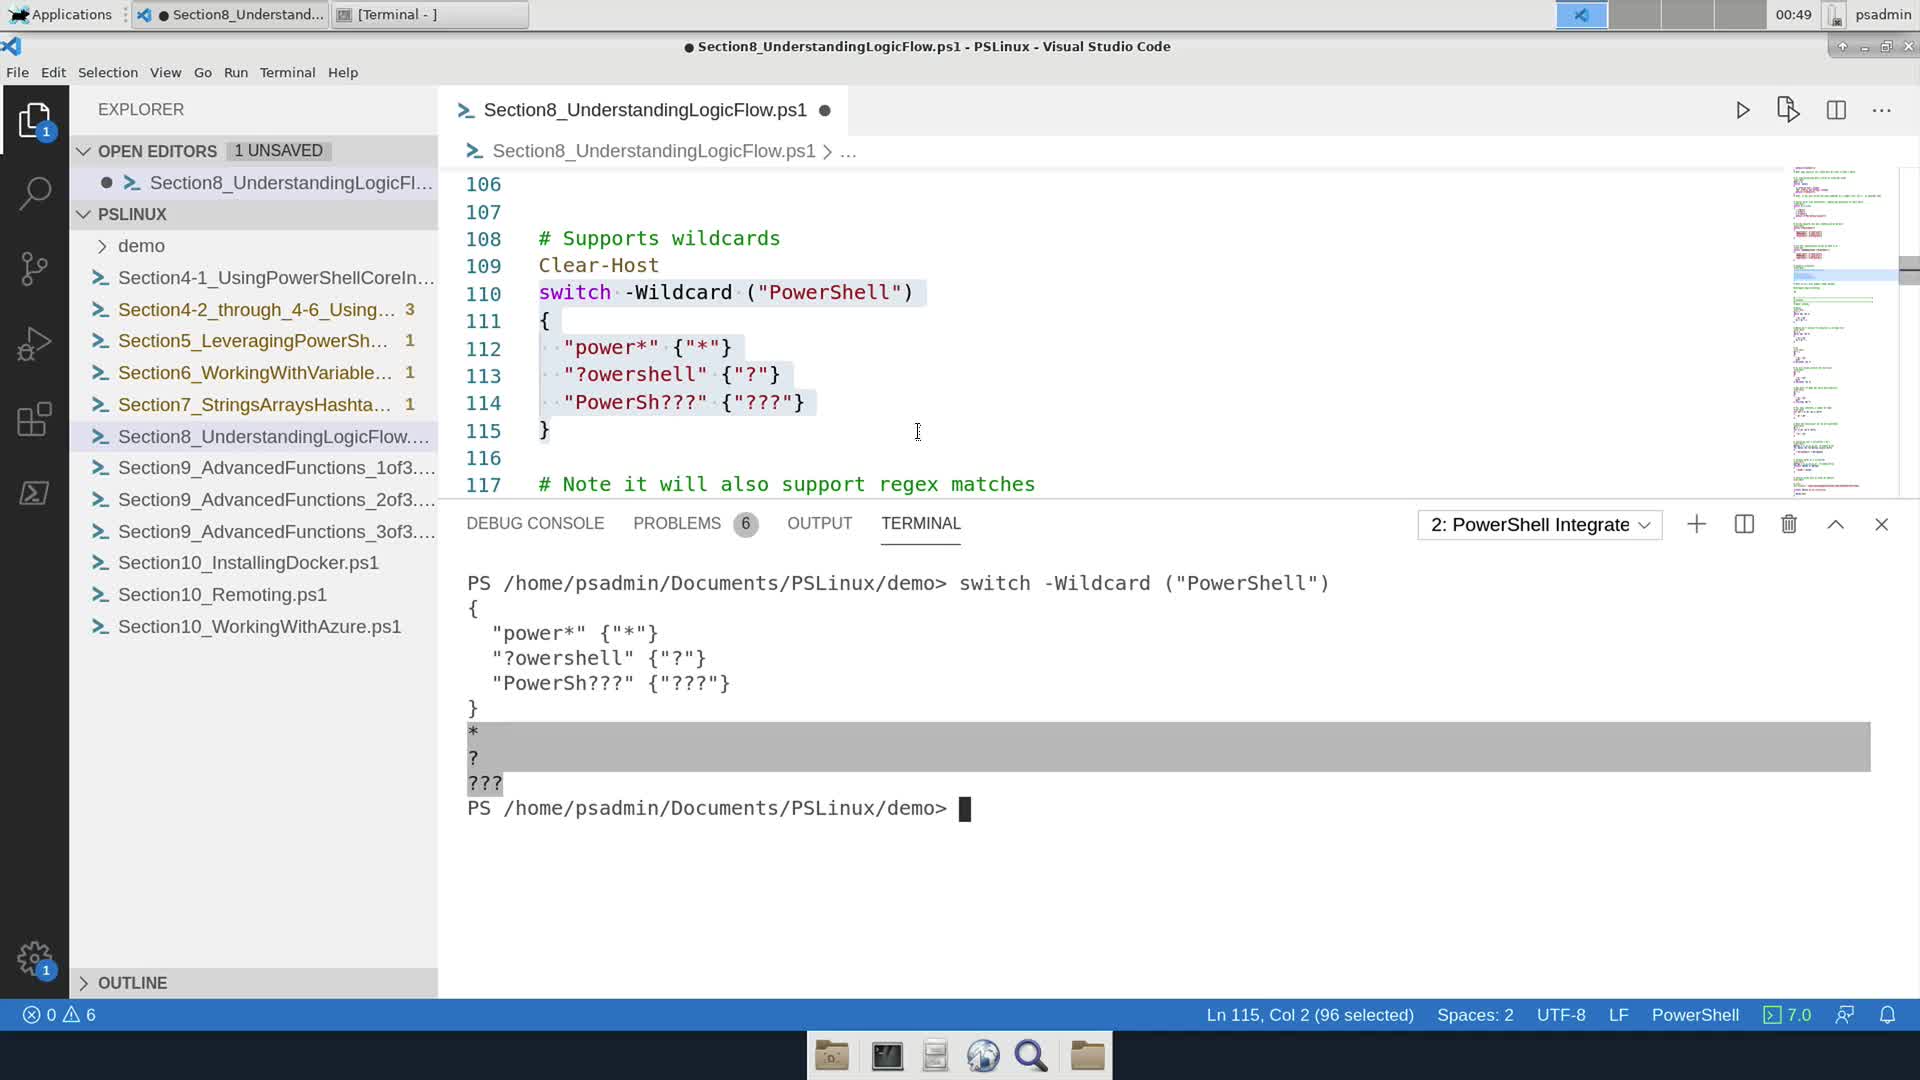 Applications
● Section8_Understand...
[Terminal - ]
00:49
psadmin
● Section8_UnderstandingLogicFlow.ps1 - PSLinux - Visual Studio Code
File Edit Selection View Go Run Terminal Help
EXPLORER
OPEN EDITORS 1 UNSAVED
● Section8_UnderstandingLogicFl...
PSLINUX
demo
Section4-1_UsingPowerShellCoreIn...
Section4-2_through_4-6_Using... 3
Section5_LeveragingPowerSh... 1
Section6_WorkingWithVariable... 1
Section7_StringsArraysHashta... 1
Section8_UnderstandingLogicFlow....
Section9_AdvancedFunctions_1of3....
Section9_AdvancedFunctions_2of3....
Section9_AdvancedFunctions_3of3....
Section10_InstallingDocker.ps1
Section10_Remoting.ps1
Section10_WorkingWithAzure.ps1
OUTLINE
1
1
Section8_UnderstandingLogicFlow.ps1 ●
Section8_UnderstandingLogicFlow.ps1 > ...
106
107
108 # Supports wildcards
109 Clear-Host
110 switch -Wildcard ("PowerShell")
111 {
112   "power*" {"*"}
113   "?owershell" {"?"}
114   "PowerSh???" {"???"}
115 }
116
117 # Note it will also support regex matches
DEBUG CONSOLE PROBLEMS 6 OUTPUT TERMINAL
2: PowerShell Integrate
PS /home/psadmin/Documents/PSLinux/demo> switch -Wildcard ("PowerShell")
{
  "power*" {"*"}
  "?owershell" {"?"}
  "PowerSh???" {"???"}
}
*
?
???
PS /home/psadmin/Documents/PSLinux/demo>
0 6
Ln 115, Col 2 (96 selected) Spaces: 2 UTF-8 LF PowerShell 7.0